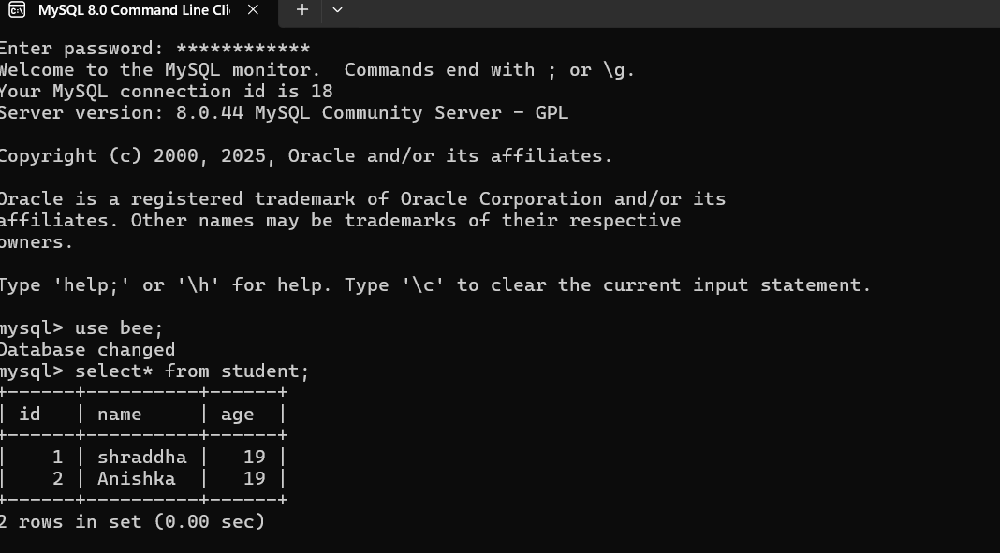 MySQL 8.0 Command Line Cli
Enter password: ************
Welcome to the MySQL monitor.  Commands end with ; or \g.
Your MySQL connection id is 18
Server version: 8.0.44 MySQL Community Server - GPL

Copyright (c) 2000, 2025, Oracle and/or its affiliates.

Oracle is a registered trademark of Oracle Corporation and/or its
affiliates. Other names may be trademarks of their respective
owners.

Type 'help;' or '\h' for help. Type '\c' to clear the current input statement.

mysql> use bee;
Database changed
mysql> select* from student;
+------+----------+------+
| id   | name     | age  |
+------+----------+------+
|    1 | shraddha |   19 |
|    2 | Anishka  |   19 |
+------+----------+------+
2 rows in set (0.00 sec)